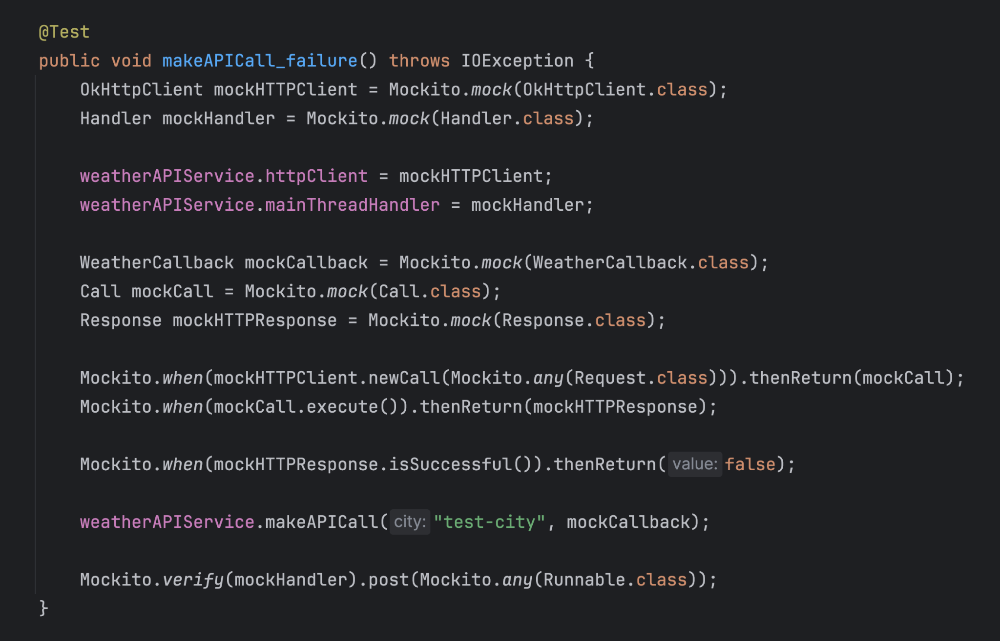 @Test
public void makeAPICall_failure() throws IOException {
OkHttpClient mockHTTPClient = Mockito.mock(OkHttpClient.class);
Handler mockHandler = Mockito.mock(Handler.class);
weatherAPIService.httpClient = mockHTTPClient;
weatherAPIService.mainThreadHandler = mockHandler;
WeatherCallback mockCallback = Mockito.mock(WeatherCallback.class);
Call mockCall = Mockito.mock(Call.class);
Response mockHTTPResponse = Mockito.mock(Response.class);
Mockito.when(mockHTTPClient.newCall(Mockito.any(Request.class))).thenReturn(mockCall);
Mockito.when(mockCall.execute()).thenReturn(mockHTTPResponse);
Mockito.when(mockHTTPResponse.isSuccessful()).thenReturn( value: false);
weatherAPIService.makeAPICall( city: "test-city", mockCallback);
Mockito.verify(mockHandler).post(Mockito.any(Runnable.class));
}